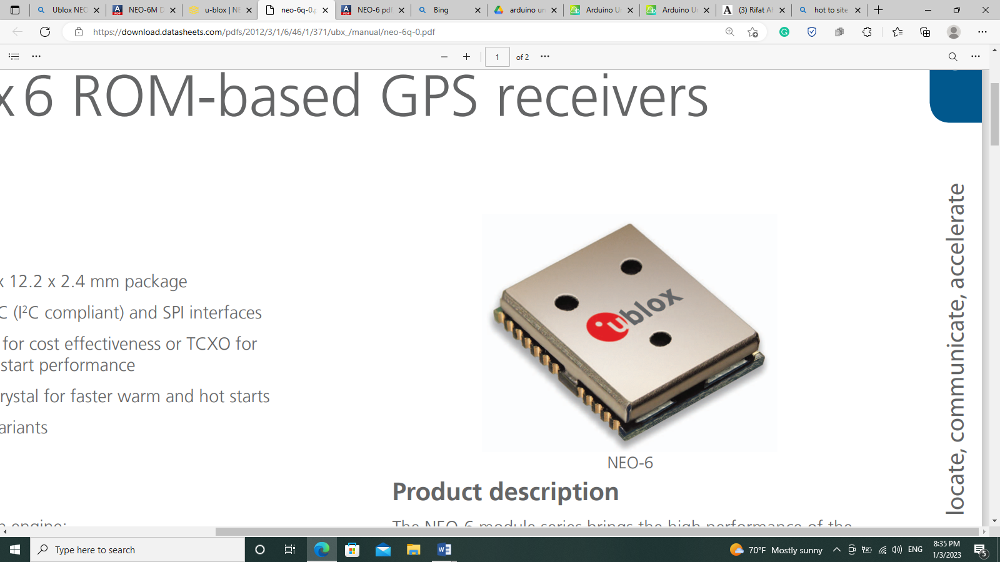 Ublox NEO
NEO-6M D
u-blox | NE
neo-6q-0.p
NEO-6 pdf
Bing
arduino un
Arduino U
Arduino U
(3) Rifat Al
hot to site
https://download.datasheets.com/pdfs/2012/3/1/6/46/1/371/ubx_/manual/neo-6q-0.pdf
1 of 2
x 6 ROM-based GPS receivers
x 12.2 x 2.4 mm package
C (I²C compliant) and SPI interfaces
for cost effectiveness or TCXO for
start performance
rystal for faster warm and hot starts
ariants
ublox
NEO-6
Product description
The NEO-6 module series brings the high performance of the
n engine:
locate, communicate, accelerate
Type here to search
70°F Mostly sunny
ENG
8:35 PM
1/3/2023
5